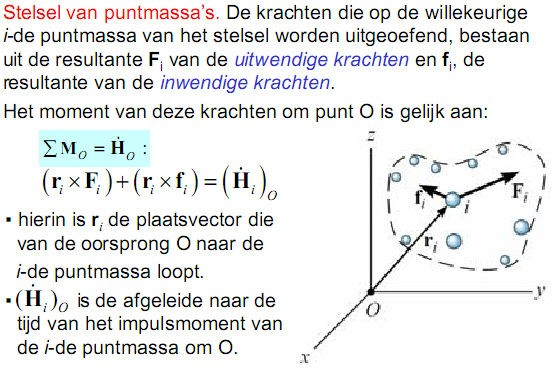 Stelsel van puntmassa's. De krachten die op de willekeurige
i-de puntmassa van het stelsel worden uitgeoefend, bestaan
uit de resultante Fᵢ van de uitwendige krachten en fᵢ, de
resultante van de inwendige krachten.
Het moment van deze krachten om punt O is gelijk aan:
∑M_O = Ḣ_O :
(rᵢ × Fᵢ) + (rᵢ × fᵢ) = (Ḣᵢ)_O
▪ hierin is rᵢ de plaatsvector die
van de oorsprong O naar de
i-de puntmassa loopt.
▪ (Ḣᵢ)_O is de afgeleide naar de
tijd van het impulsmoment van
de i-de puntmassa om O.
z
fᵢ
i
Fᵢ
rᵢ
O
y
x